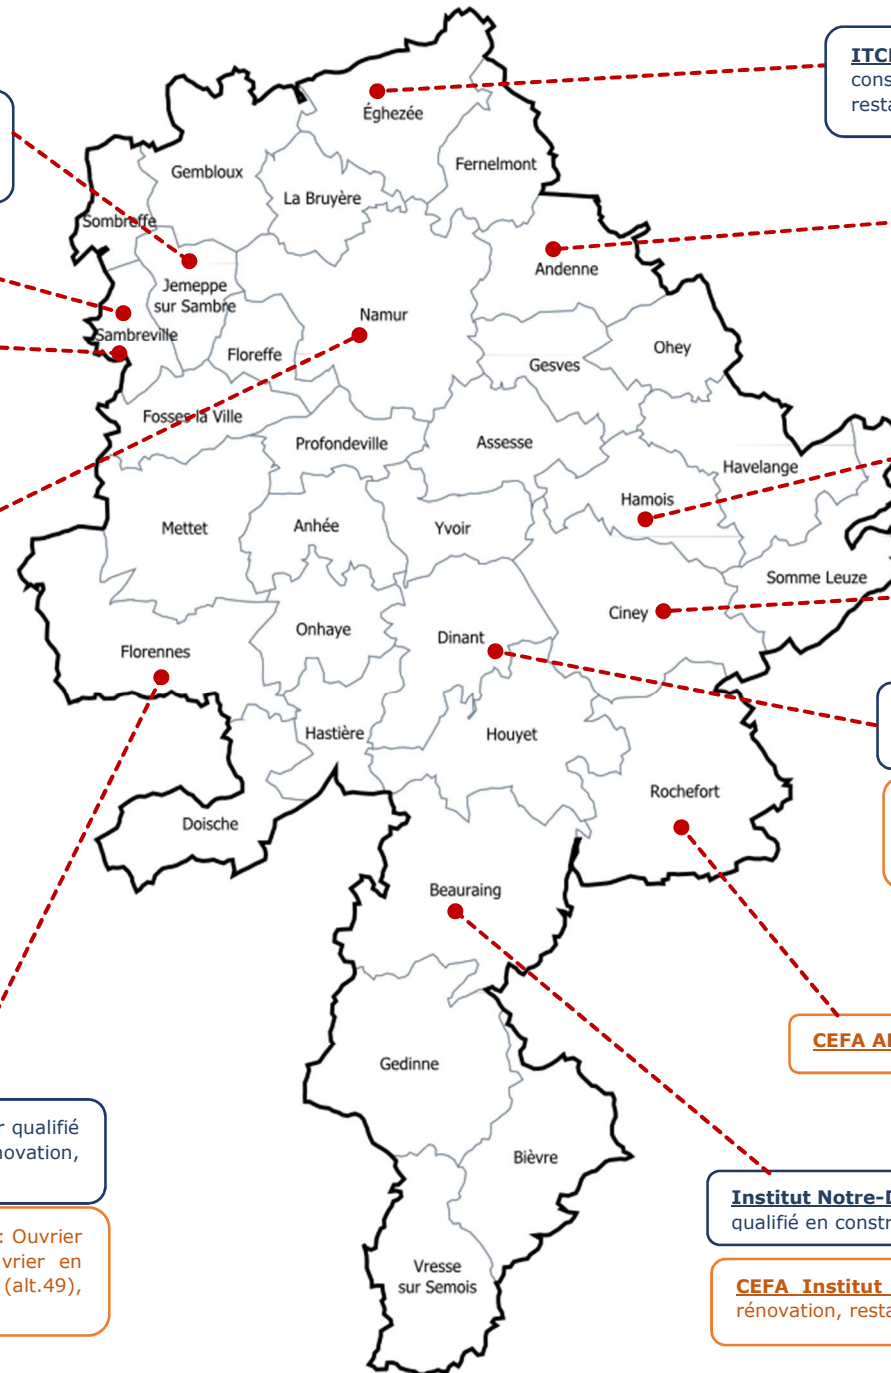 ITC
cons
resta
Éghezée
Fernelmont
Gembloux
La Bruyère
Sombreffe
Andenne
Jemeppe
sur Sambre
Namur
Sambreville
Floreffe
Gesves
Ohey
Fosses la Ville
Profondeville
Assesse
Havelange
Hamois
Mettet
Anhée
Yvoir
Somme Leuze
Ciney
Onhaye
Dinant
Florennes
Hastière
Houyet
Rochefort
Doische
Beauraing
CEFA A
Gedinne
r qualifié
novation,
Bièvre
Institut Notre-D
qualifié en constr
: Ouvrier
vrier en
(alt.49),
Vresse
sur Semois
CEFA Institut
rénovation, resta